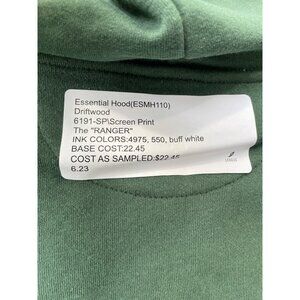 Essential Hood(ESMH110)
Driftwood
6191-SP\Screen Print
The "RANGER"
INK COLORS:4975, 550, buff white
BASE COST:22.45
COST AS SAMPLED:$22.45
6.23